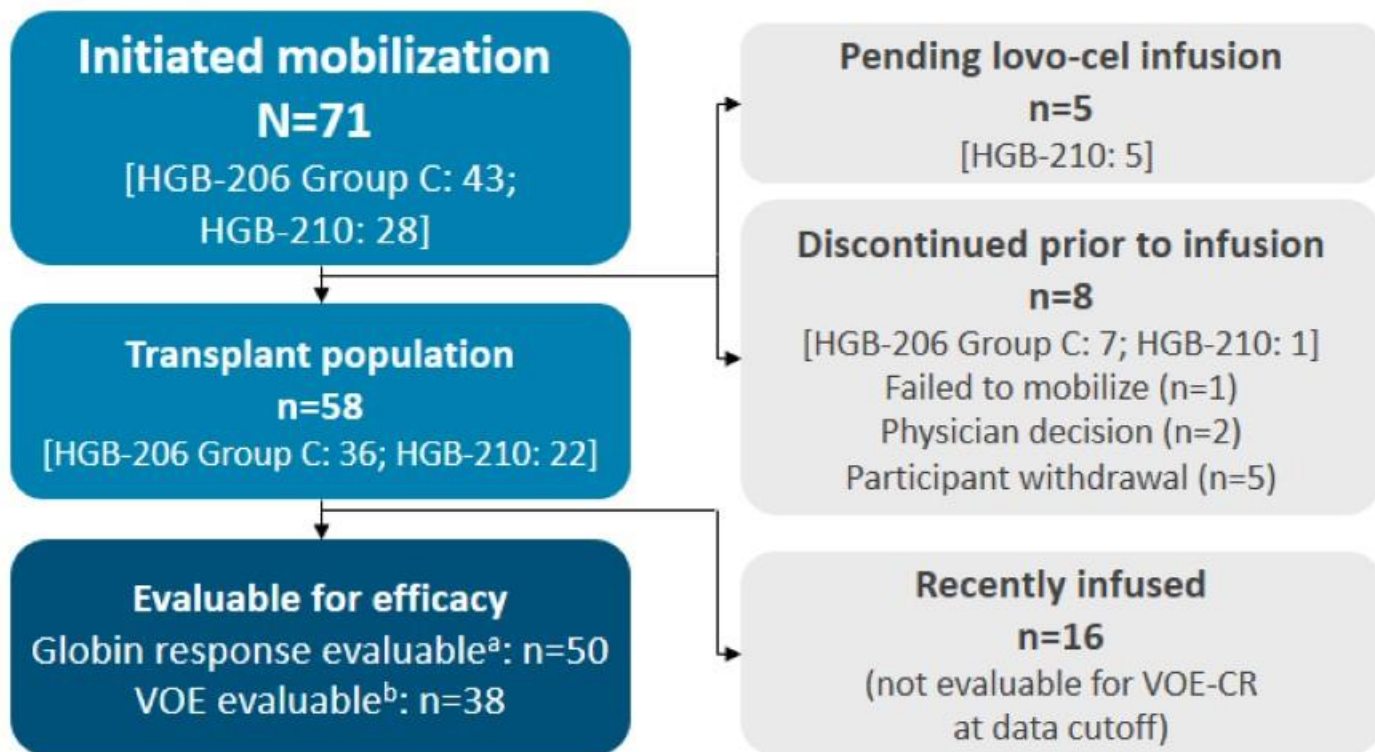 Initiated mobilization
N=71
[HGB-206 Group C: 43;
HGB-210: 28]
Pending lovo-cel infusion
n=5
[HGB-210: 5]
Discontinued prior to infusion
n=8
[HGB-206 Group C: 7; HGB-210: 1]
Failed to mobilize (n=1)
Physician decision (n=2)
Participant withdrawal (n=5)
Transplant population
n=58
[HGB-206 Group C: 36; HGB-210: 22]
Evaluable for efficacy
Globin response evaluableᵃ: n=50
VOE evaluableᵇ: n=38
Recently infused
n=16
(not evaluable for VOE-CR
at data cutoff)